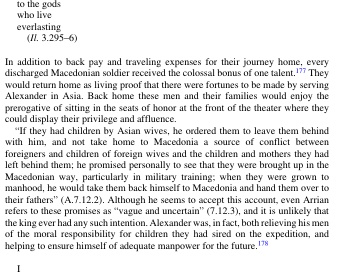 to the gods
who live
everlasting
(Il. 3.295–6)
In addition to back pay and traveling expenses for their journey home, every
discharged Macedonian soldier received the colossal bonus of one talent.177 They
would return home as living proof that there were fortunes to be made by serving
Alexander in Asia. Back home these men and their families would enjoy the
prerogative of sitting in the seats of honor at the front of the theater where they
could display their privilege and affluence.
“If they had children by Asian wives, he ordered them to leave them behind
with him, and not take home to Macedonia a source of conflict between
foreigners and children of foreign wives and the children and mothers they had
left behind them; he promised personally to see that they were brought up in the
Macedonian way, particularly in military training; when they were grown to
manhood, he would take them back himself to Macedonia and hand them over to
their fathers” (A.7.12.2). Although he seems to accept this account, even Arrian
refers to these promises as “vague and uncertain” (7.12.3), and it is unlikely that
the king ever had any such intention. Alexander was, in fact, both relieving his men
of the moral responsibility for children they had sired on the expedition, and
helping to ensure himself of adequate manpower for the future.178
I